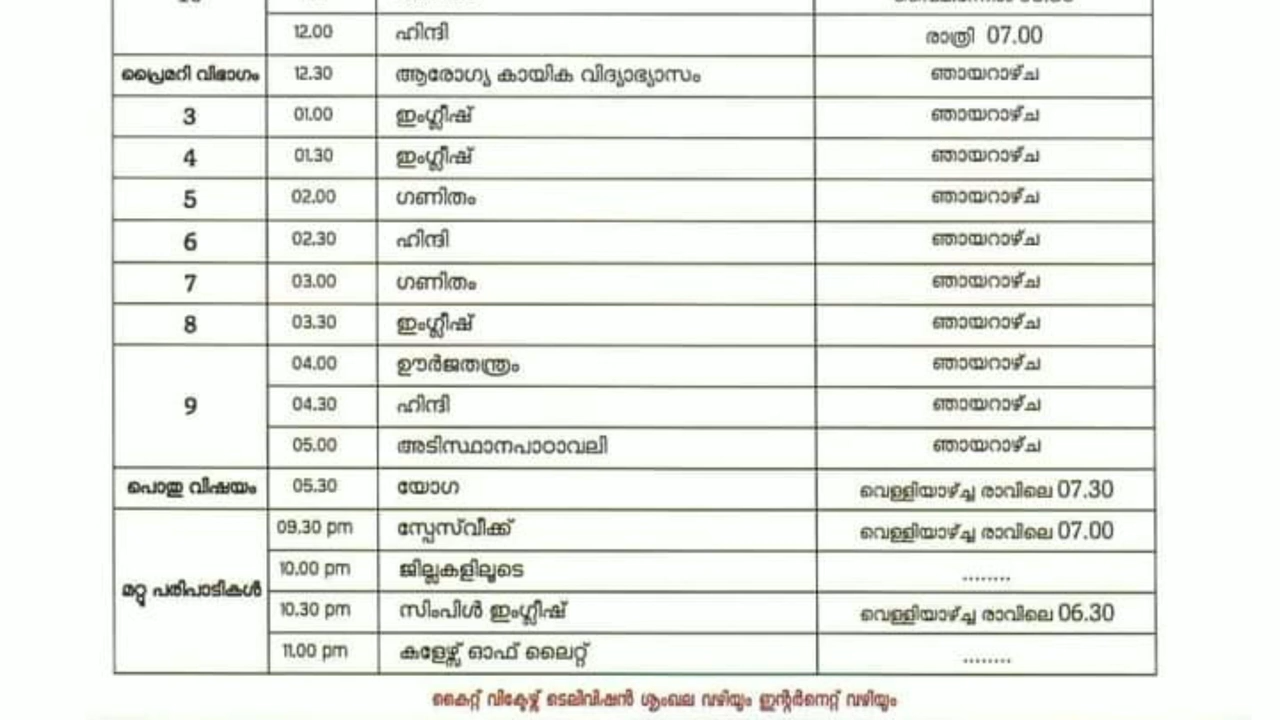 12.00 ഹിന്ദി രാത്രി 07.00
പ്രൈമറി വിഭാഗം 12.30 ആരോഗ്യ കായിക വിദ്യാഭ്യാസം ഞായറാഴ്ച
3 01.00 ഇംഗ്ലീഷ് ഞായറാഴ്ച
4 01.30 ഇംഗ്ലീഷ് ഞായറാഴ്ച
5 02.00 ഗണിതം ഞായറാഴ്ച
6 02.30 ഹിന്ദി ഞായറാഴ്ച
7 03.00 ഗണിതം ഞായറാഴ്ച
8 03.30 ഇംഗ്ലീഷ് ഞായറാഴ്ച
04.00 ഊർജതന്ത്രം ഞായറാഴ്ച
9 04.30 ഹിന്ദി ഞായറാഴ്ച
05.00 അടിസ്ഥാനപാഠാവലി ഞായറാഴ്ച
പൊതു വിഷയം 05.30 യോഗ വെള്ളിയാഴ്ച്ച രാവിലെ 07.30
09.30 pm സ്പേസ്‌വീക്ക് വെള്ളിയാഴ്ച്ച രാവിലെ 07.00
10.00 pm ജില്ലകളിലൂടെ ........
മറ്റു പരിപാടികൾ 10.30 pm സിംപിൾ ഇംഗ്ലീഷ് വെള്ളിയാഴ്ച്ച രാവിലെ 06.30
11.00 pm കളേഴ്സ് ഓഫ് ലൈറ്റ് ........
കൈറ്റ് വിക്ടേഴ്സ് ടെലിവിഷൻ ശൃംഖല വഴിയും ഇന്റർനെറ്റ് വഴിയും